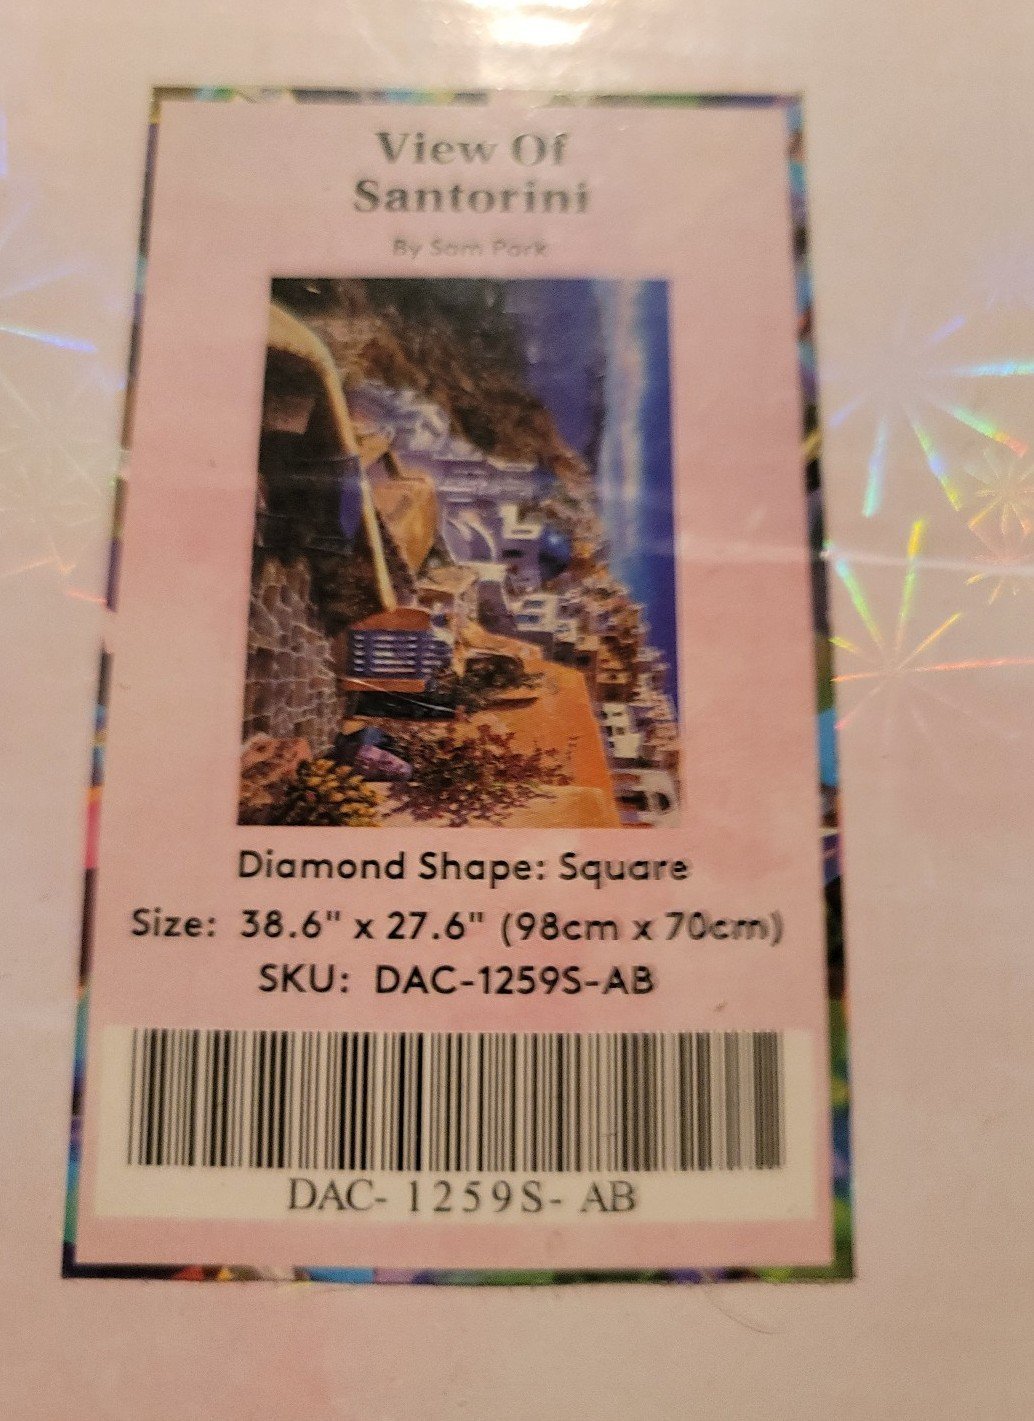 View Of
Santorini
By Sam Park
Diamond Shape: Square
Size: 38.6" x 27.6" (98cm x 70cm)
SKU: DAC-1259S-AB
DAC- 1259S- AB